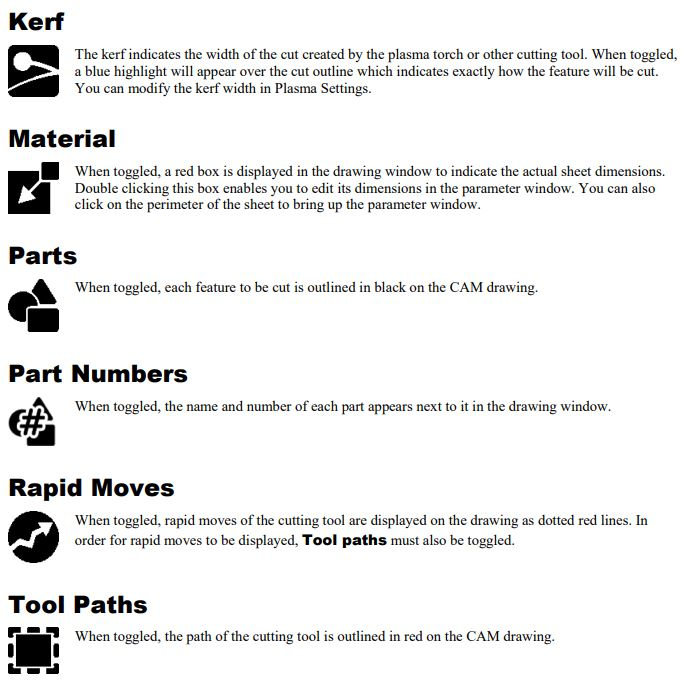 Kerf
The kerf indicates the width of the cut created by the plasma torch or other cutting tool. When toggled,
a blue highlight will appear over the cut outline which indicates exactly how the feature will be cut.
You can modify the kerf width in Plasma Settings.
Material
When toggled, a red box is displayed in the drawing window to indicate the actual sheet dimensions.
Double clicking this box enables you to edit its dimensions in the parameter window. You can also
click on the perimeter of the sheet to bring up the parameter window.
Parts
When toggled, each feature to be cut is outlined in black on the CAM drawing.
Part Numbers
#
When toggled, the name and number of each part appears next to it in the drawing window.
Rapid Moves
When toggled, rapid moves of the cutting tool are displayed on the drawing as dotted red lines. In
order for rapid moves to be displayed, Tool paths must also be toggled.
Tool Paths
When toggled, the path of the cutting tool is outlined in red on the CAM drawing.